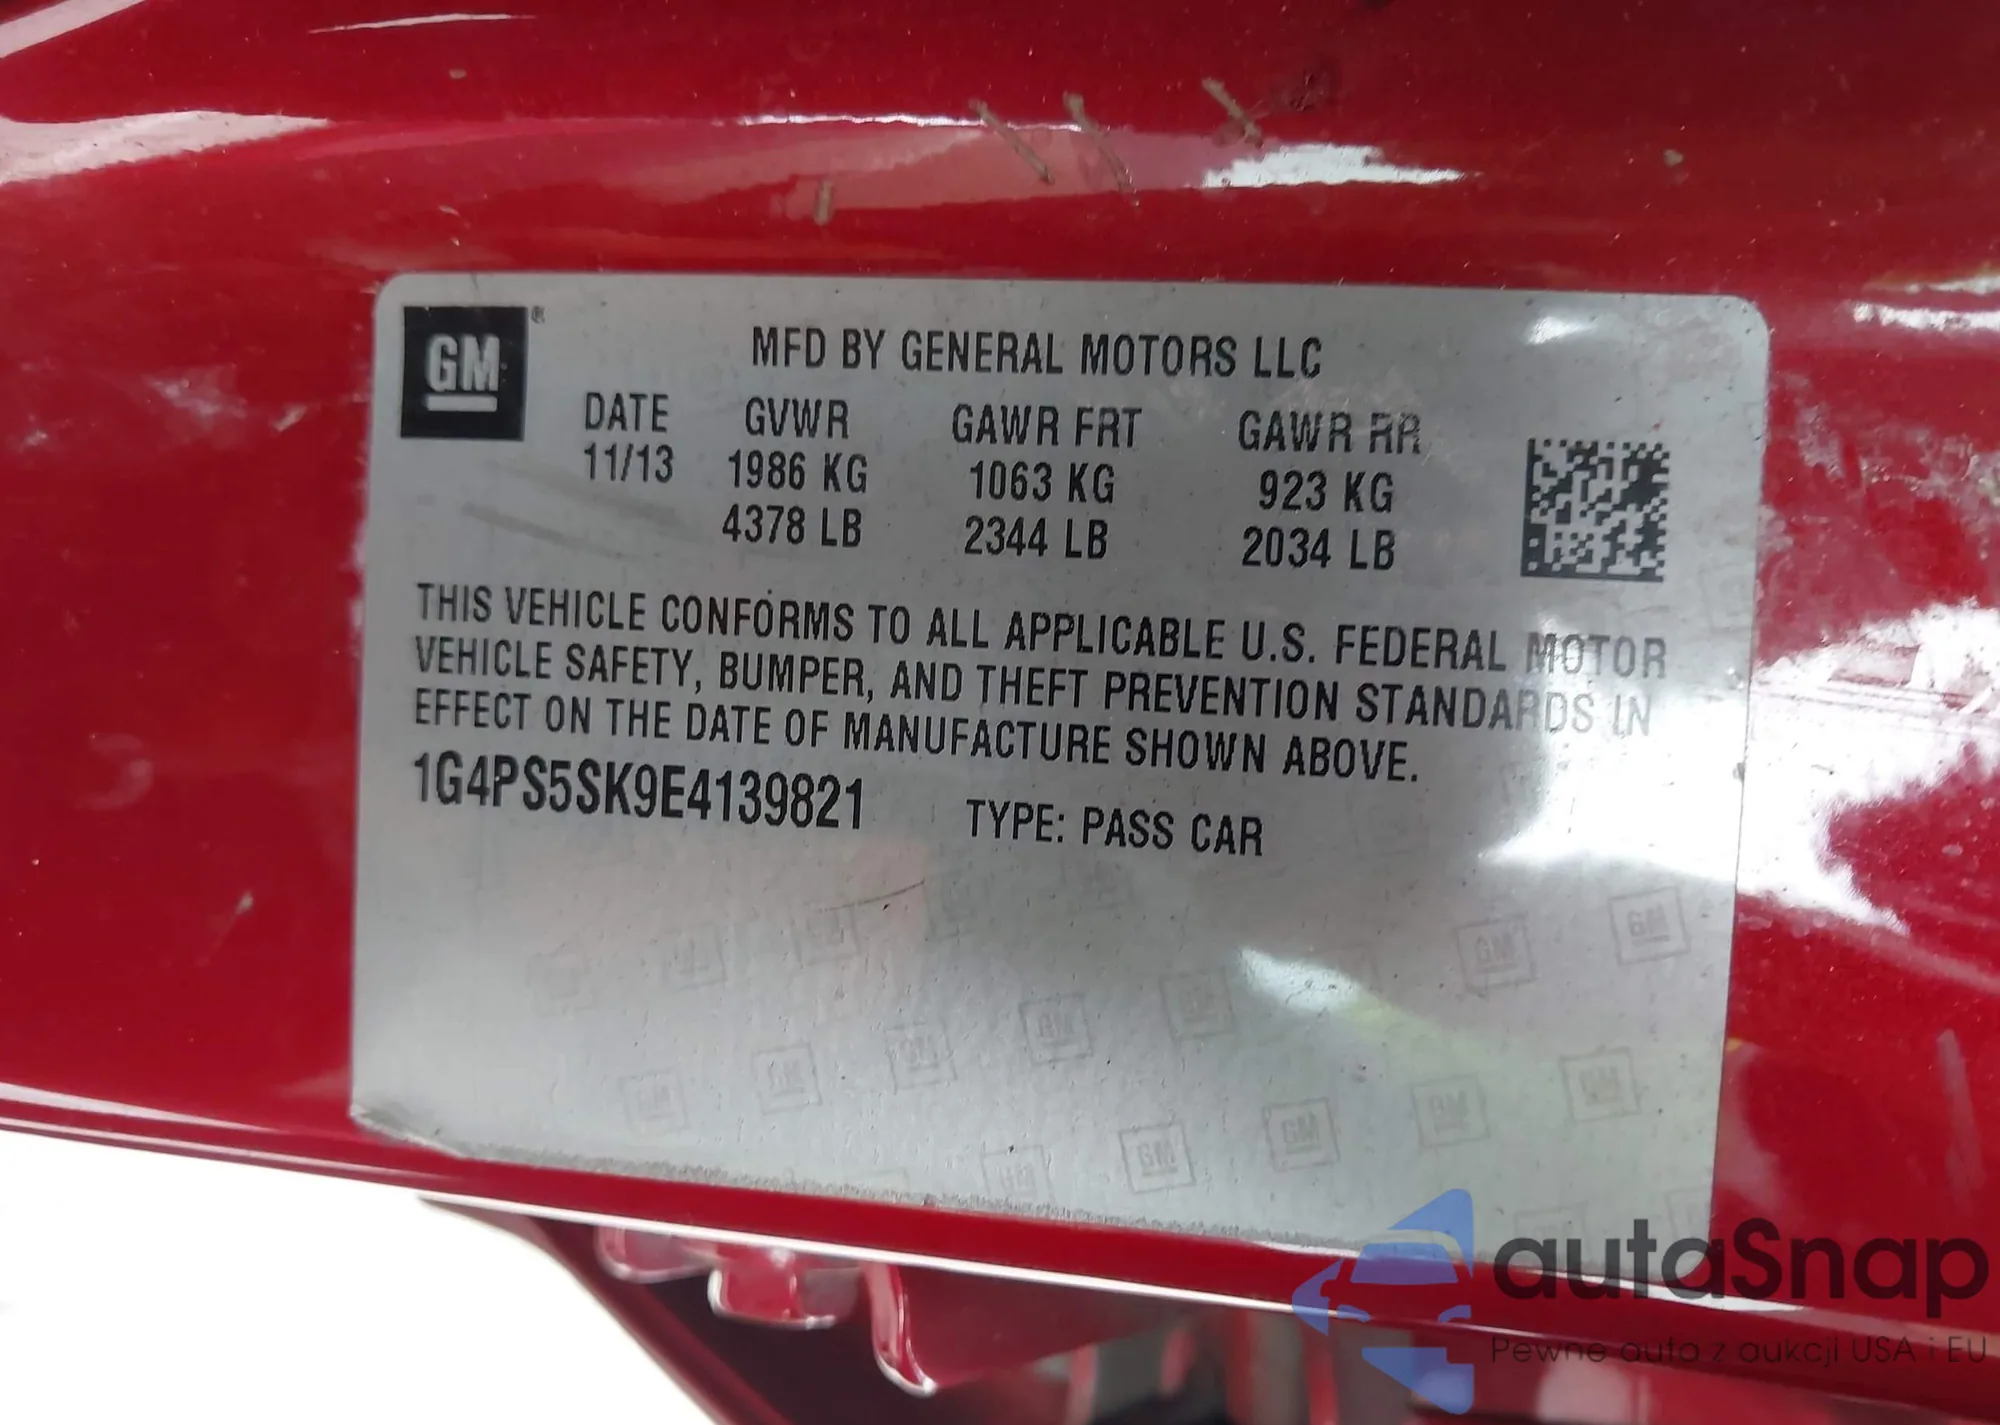 GM ®
MFD BY GENERAL MOTORS LLC
DATE GVWR GAWR FRT GAWR RR
11/13 1986 KG 1063 KG 923 KG
4378 LB 2344 LB 2034 LB
THIS VEHICLE CONFORMS TO ALL APPLICABLE U.S. FEDERAL MOTOR
VEHICLE SAFETY, BUMPER, AND THEFT PREVENTION STANDARDS IN
EFFECT ON THE DATE OF MANUFACTURE SHOWN ABOVE.
1G4PS5SK9E4139821 TYPE: PASS CAR
autaSnap
Pewne auta z aukcji USA i EU